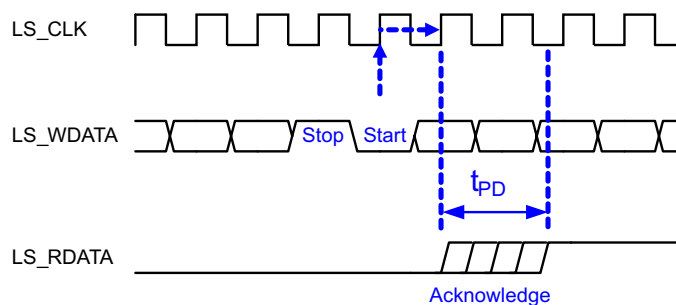 LS_CLK
LS_WDATA
Stop
Start
tPD
LS_RDATA
Acknowledge